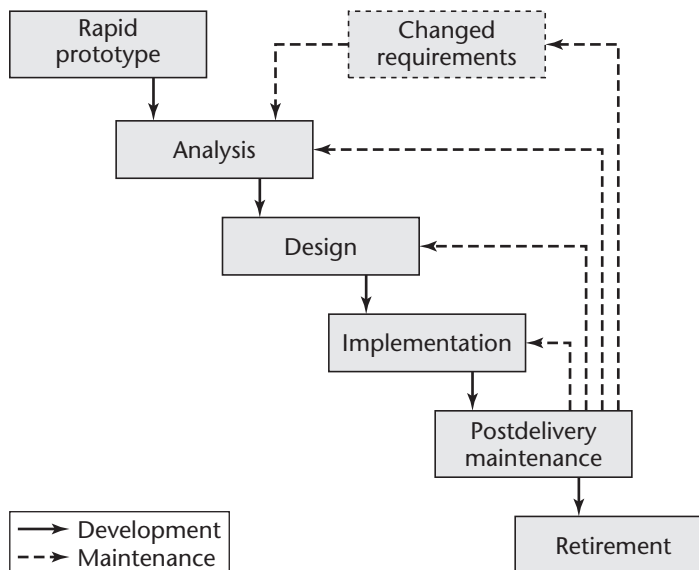 Rapid
prototype
Changed
requirements
Analysis
Design
Implementation
Postdelivery
maintenance
Retirement
Development
Maintenance